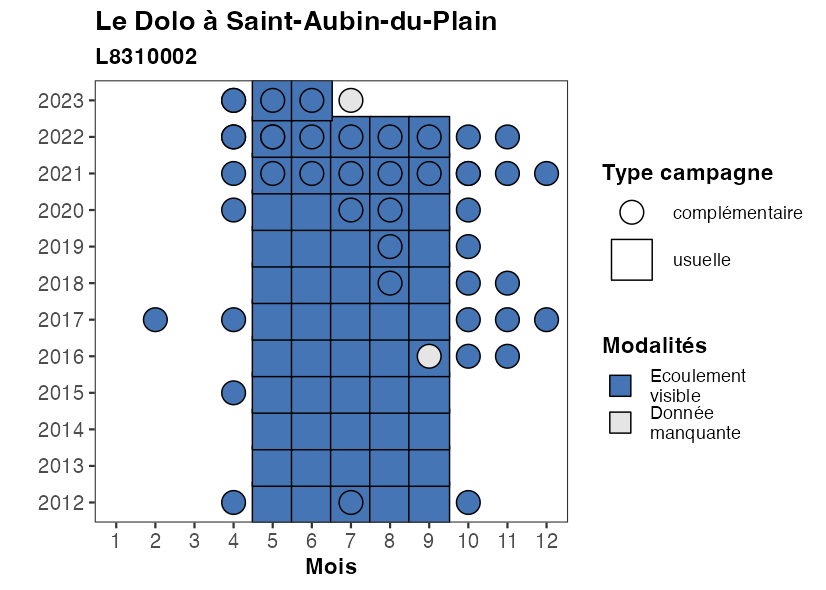 Le Dolo à Saint-Aubin-du-Plain
L8310002
2023
2022
2021
2020
2019
2018
2017
2016
2015
2014
2013
2012
1 2 3 4 5 6 7 8 9 10 11 12
Mois
Type campagne
complémentaire
usuelle
Modalités
Ecoulement
visible
Donnée
manquante